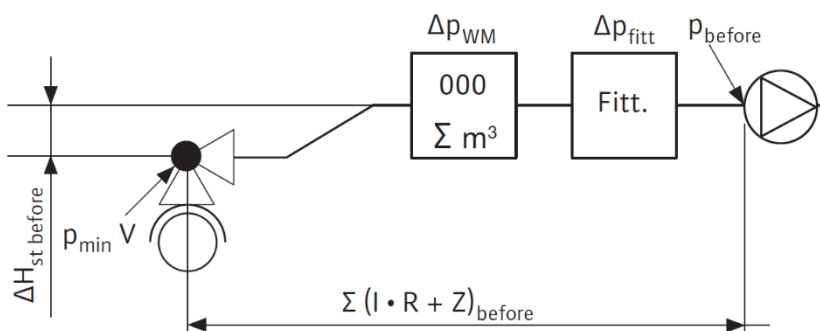 Δp_WM
Δp_fitt
p_before
000
Σ m³
Fitt.
p_min V
ΔH_st before
Σ (I • R + Z)_before